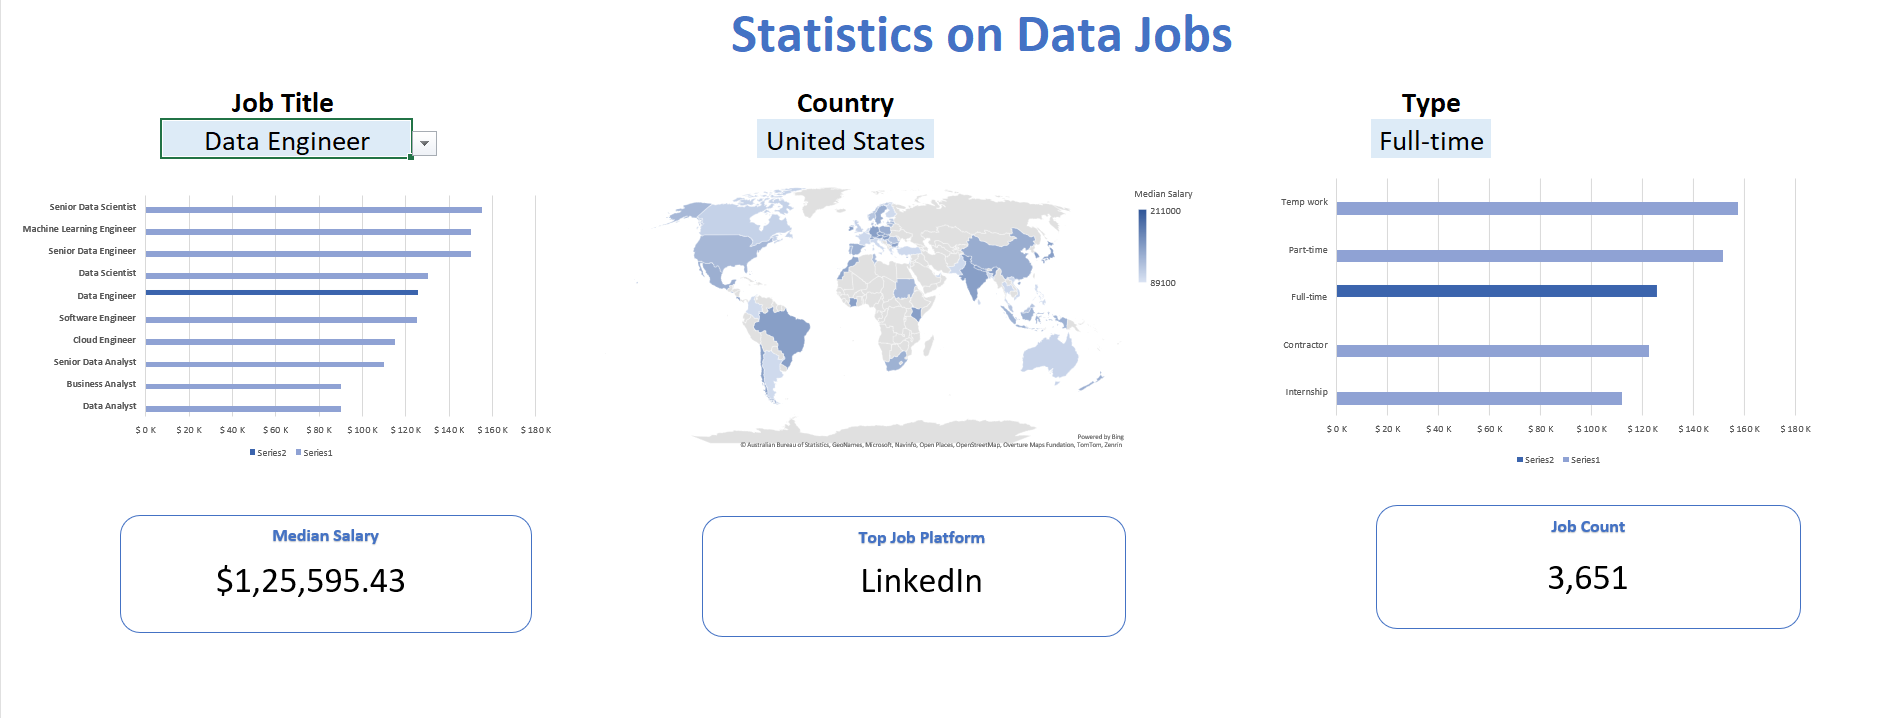 Statistics on Data Jobs
Job Title
Data Engineer
Country
United States
Type
Full-time
Senior Data Scientist
Machine Learning Engineer
Senior Data Engineer
Data Scientist
Data Engineer
Software Engineer
Cloud Engineer
Senior Data Analyst
Business Analyst
Data Analyst
$ 0 K $ 20 K $ 40 K $ 60 K $ 80 K $ 100 K $ 120 K $ 140 K $ 160 K $ 180 K
Series2 Series1
Median Salary
211000
89100
Powered by Bing
© Australian Bureau of Statistics, GeoNames, Microsoft, Navinfo, Open Places, OpenStreetMap, Overture Maps Fundation, TomTom, Zenrin
Temp work
Part-time
Full-time
Contractor
Internship
$ 0 K $ 20 K $ 40 K $ 60 K $ 80 K $ 100 K $ 120 K $ 140 K $ 160 K $ 180 K
Series2 Series1
Median Salary
$1,25,595.43
Top Job Platform
LinkedIn
Job Count
3,651